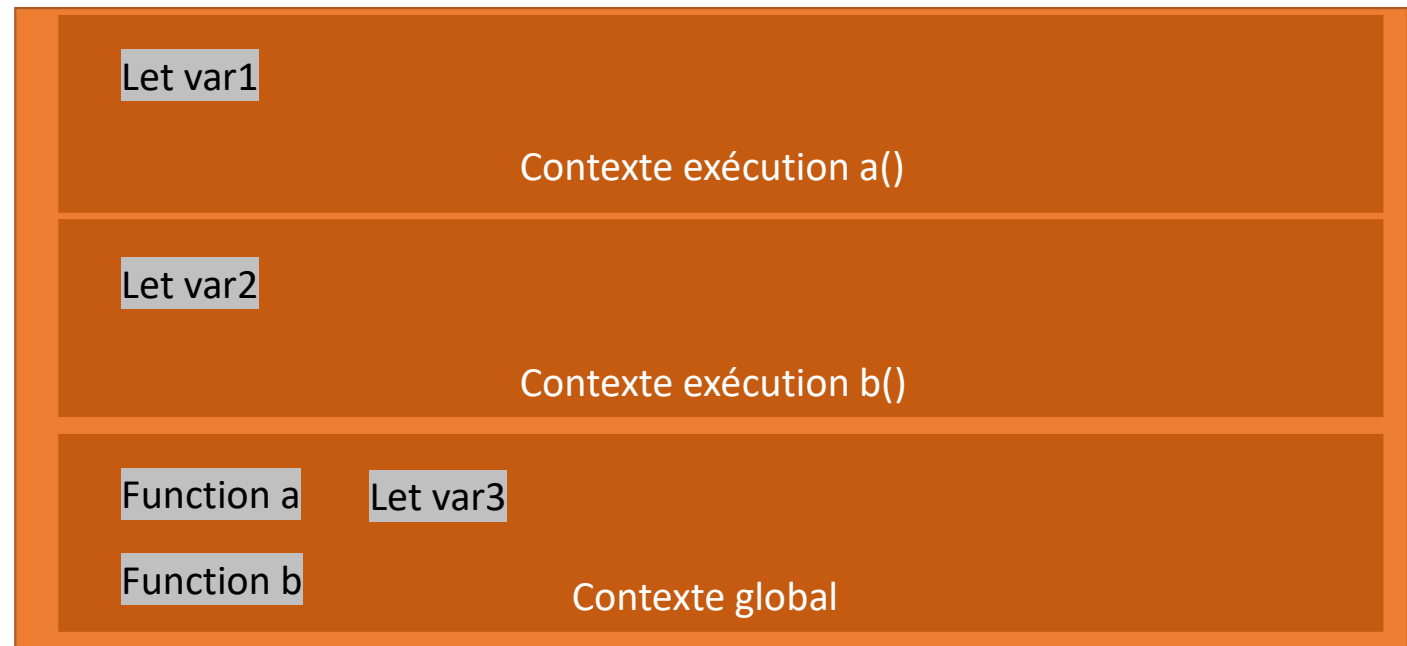 Let var1
Contexte exécution a()
Let var2
Contexte exécution b()
Function a
Let var3
Function b
Contexte global